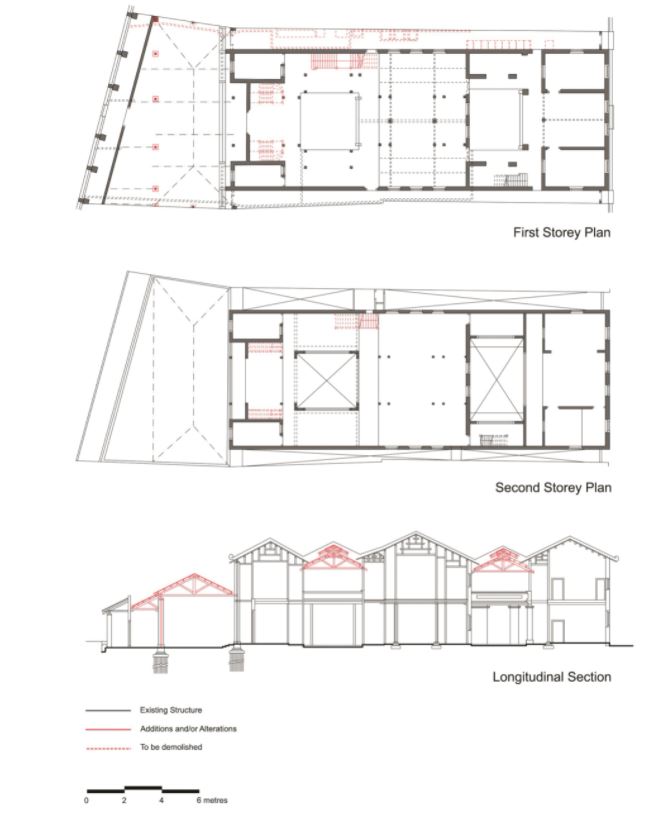 First Storey Plan
Second Storey Plan
Longitudinal Section
Existing Structure
Additions and/or Alterations
To be demolished
0 2 4 6 metres